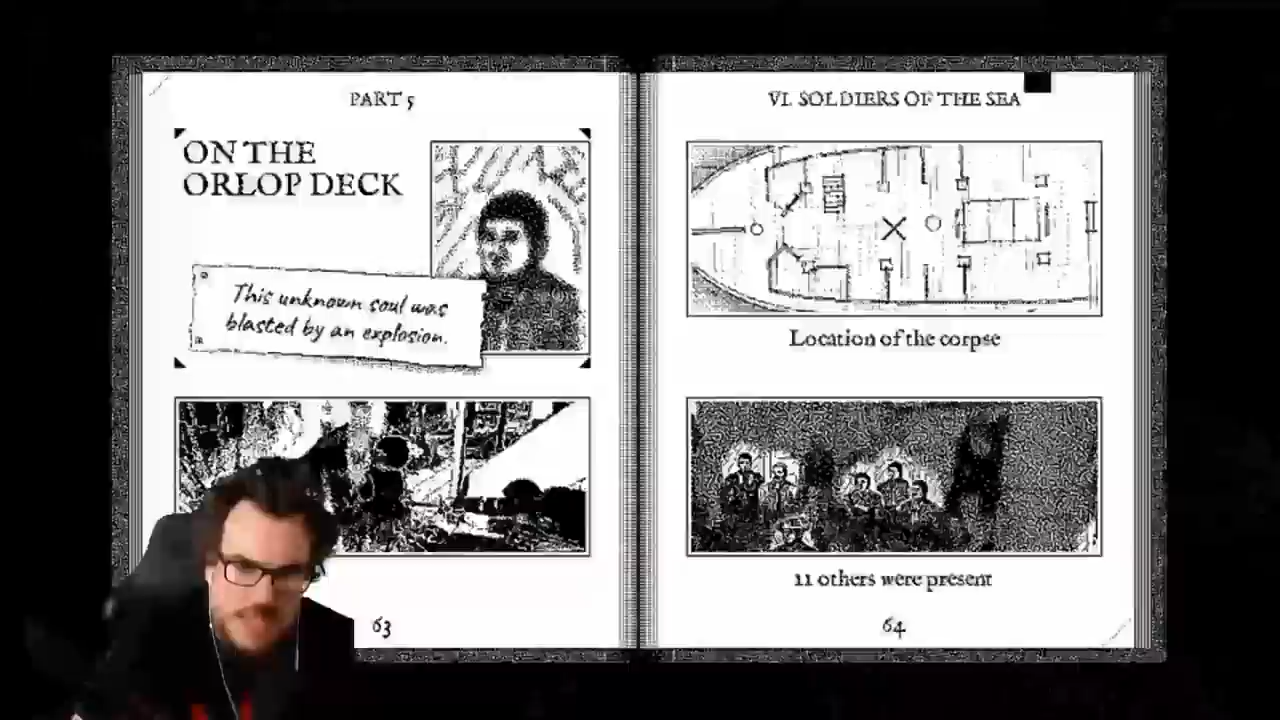 PART 5
ON THE
ORLOP DECK
This unknown soul was
blasted by an explosion.
63
VI. SOLDIERS OF THE SEA
Location of the corpse
11 others were present
64